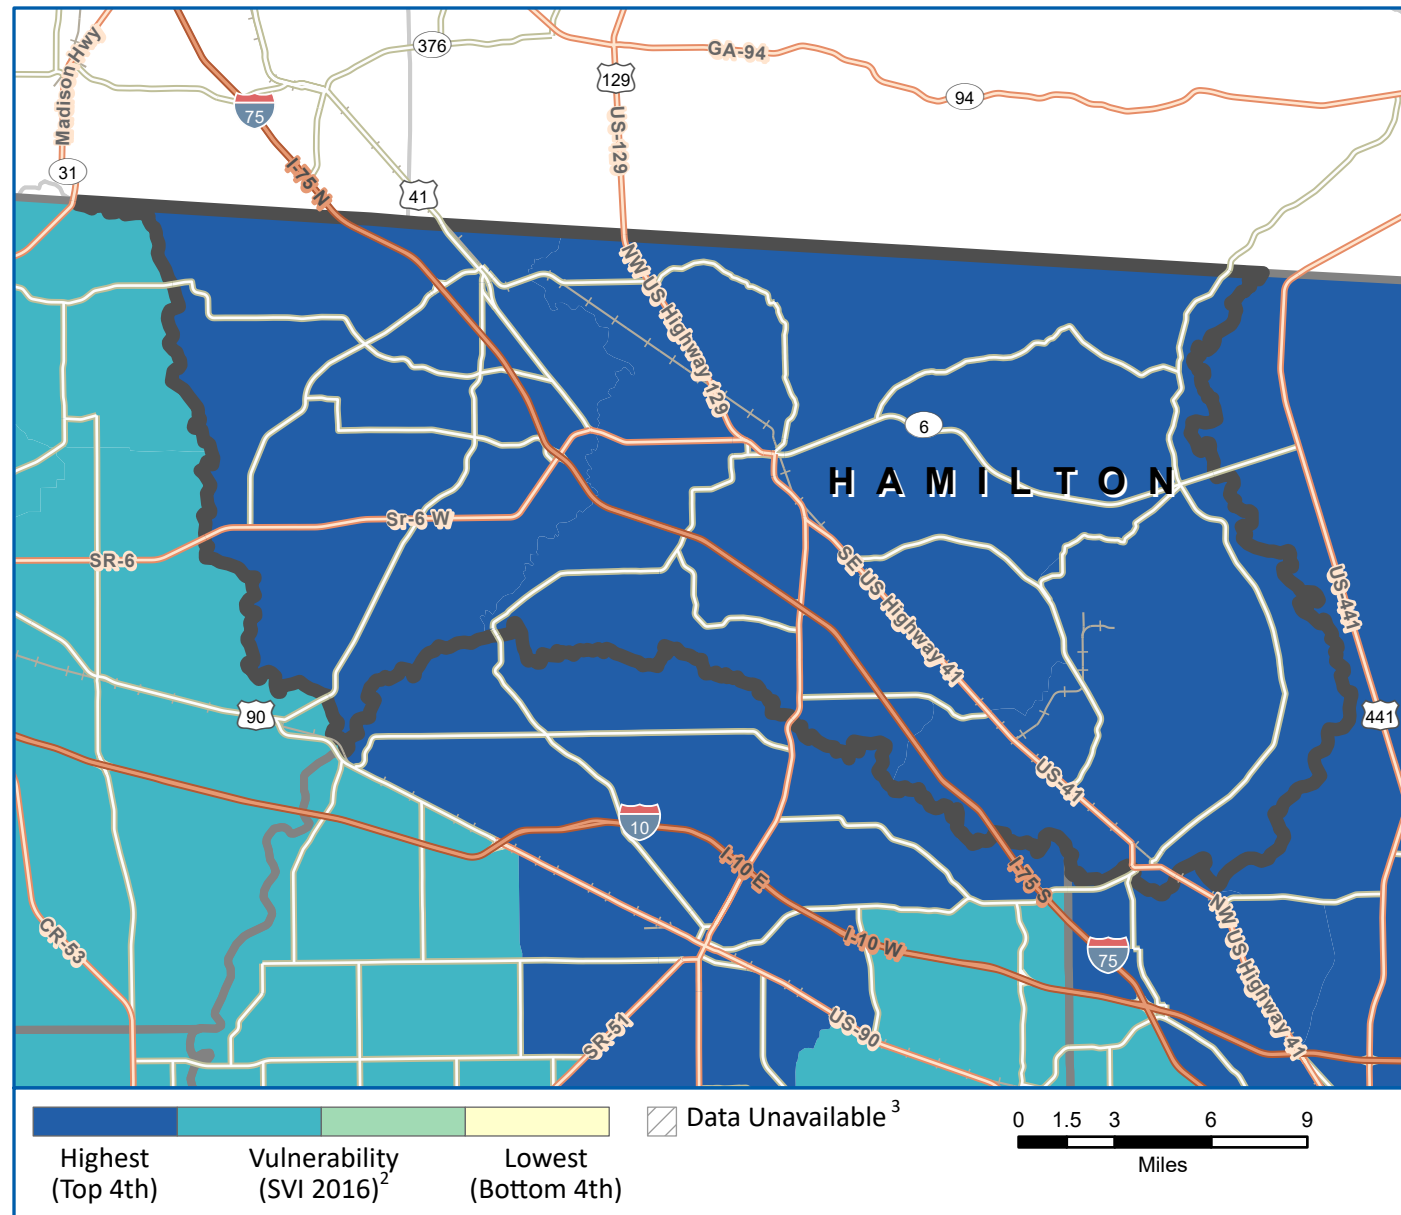 Madison Hwy
376
GA-94
129
94
75
US-129
31
I-75 N
41
NW US Highway 129
6
HAMILTON
Sr-6 W
SR-6
SE US Highway 41
US-441
90
441
US-41
10
I-10 E
I-75 S
CR-53
I-10 W
NW US Highway 41
75
US-90
SR-51
Highest
(Top 4th)
Vulnerability
(SVI 2016)2
Lowest
(Bottom 4th)
Data Unavailable 3
0 1.5 3 6 9
Miles